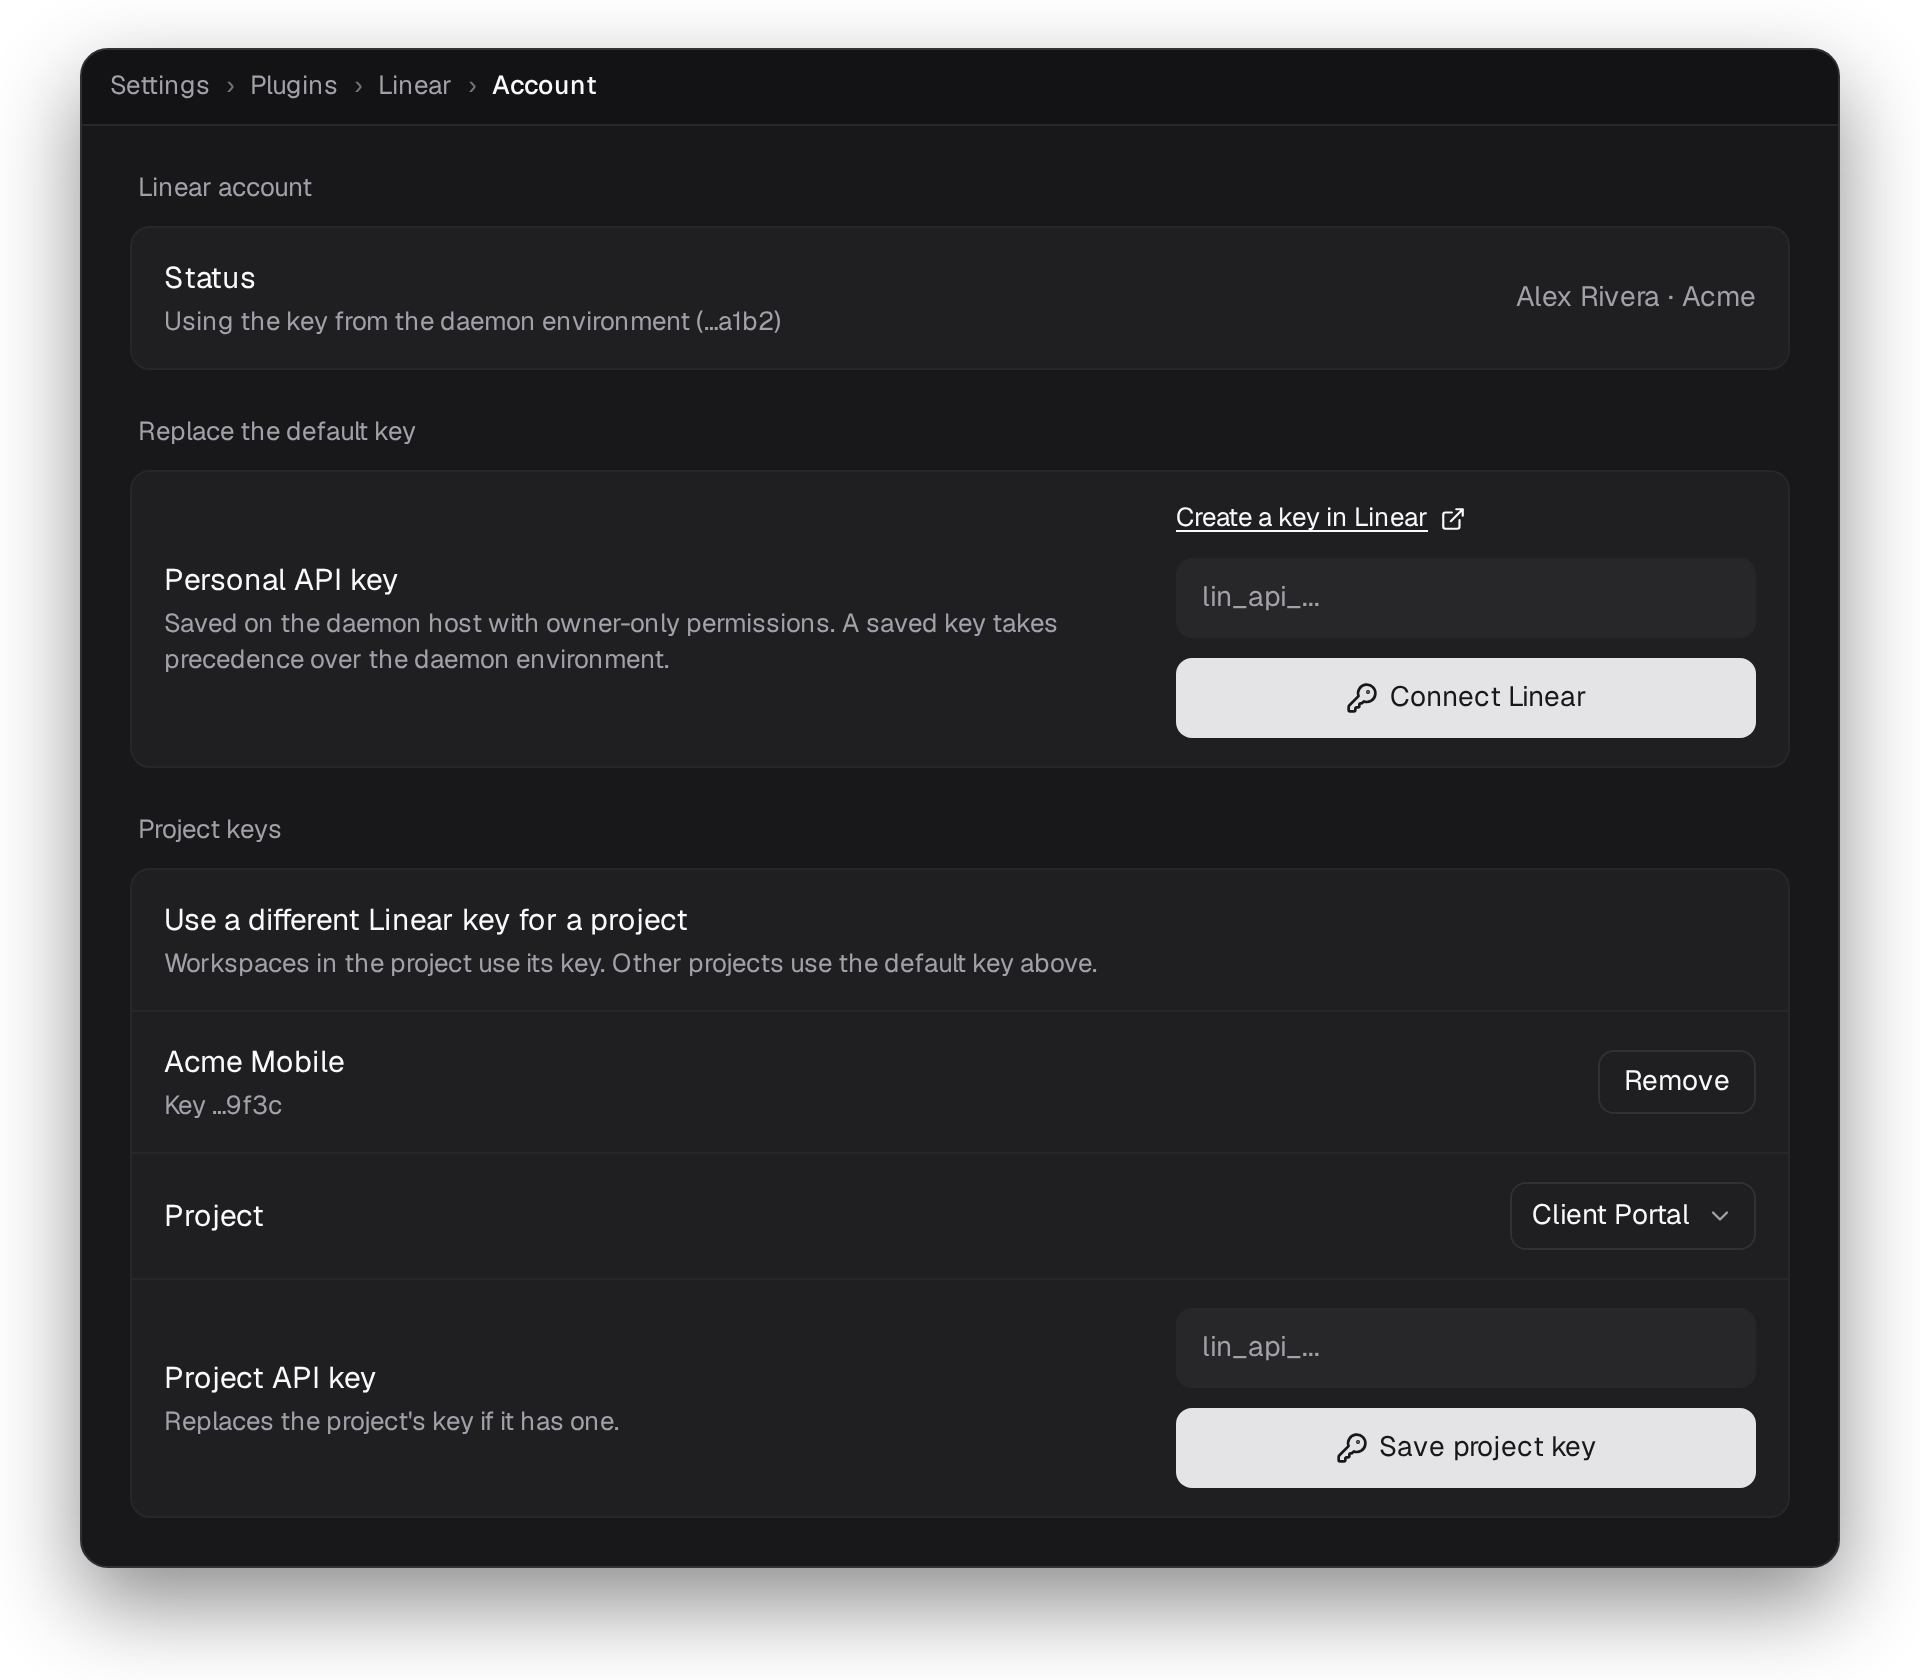 Settings › Plugins › Linear › Account
Linear account
Status
Using the key from the daemon environment (…a1b2)
Alex Rivera · Acme
Replace the default key
Create a key in Linear
Personal API key
Saved on the daemon host with owner-only permissions. A saved key takes
precedence over the daemon environment.
lin_api_…
Connect Linear
Project keys
Use a different Linear key for a project
Workspaces in the project use its key. Other projects use the default key above.
Acme Mobile
Key …9f3c
Remove
Project
Client Portal
Project API key
Replaces the project's key if it has one.
lin_api_…
Save project key